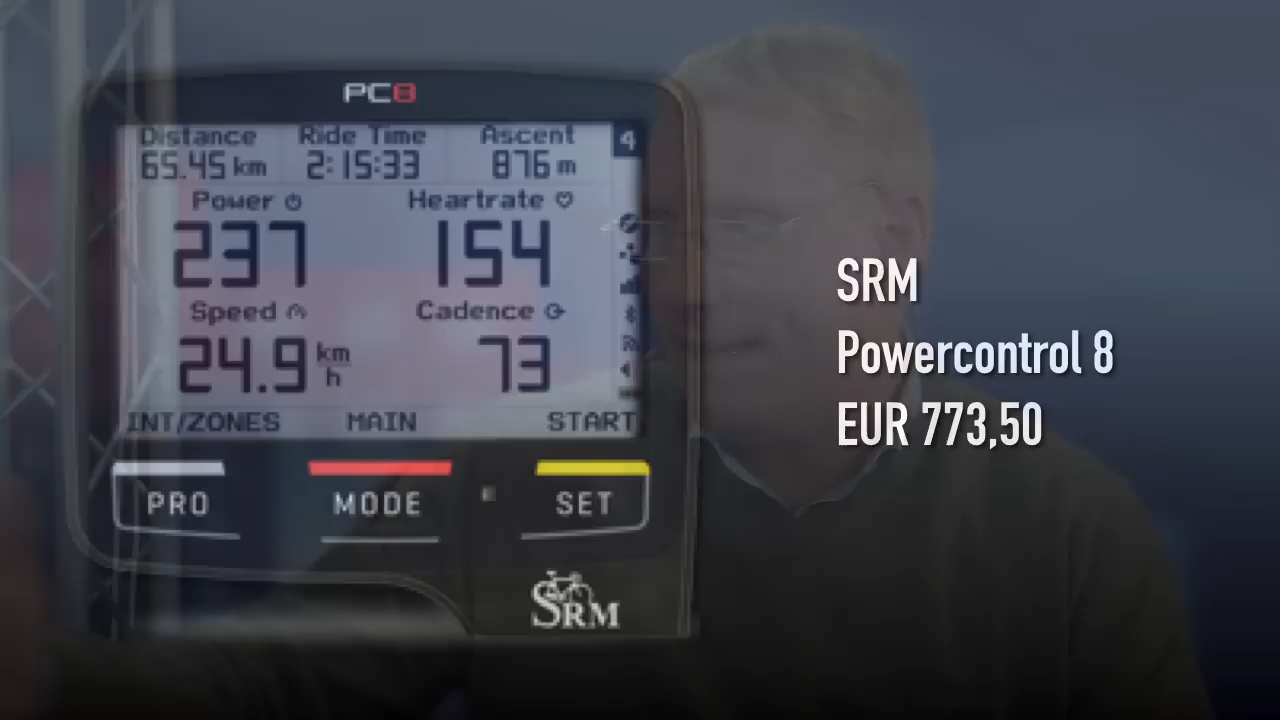 PC8
Distance Ride Time Ascent 4
65.45 km 2:15:33 876 m
Power Heartrate
237 154
Speed Cadence
24.9 km/h 73
INT/ZONES MAIN START
PRO MODE SET
SRM
SRM
Powercontrol 8
EUR 773,50